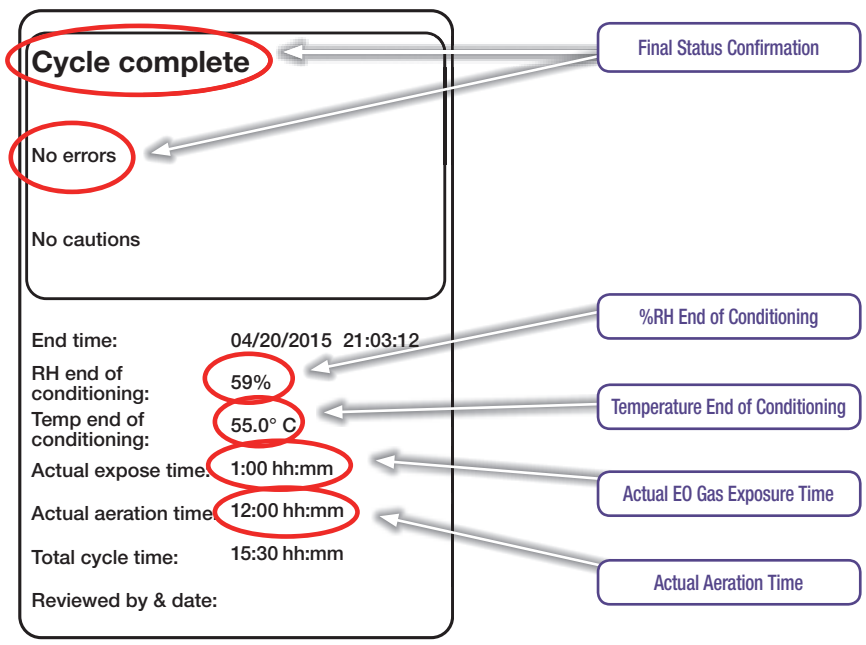 Cycle complete
Final Status Confirmation
No errors
No cautions
%RH End of Conditioning
End time: 04/20/2015 21:03:12
RH end of
conditioning: 59%
Temperature End of Conditioning
Temp end of
conditioning: 55.0° C
Actual expose time: 1:00 hh:mm
Actual EO Gas Exposure Time
Actual aeration time: 12:00 hh:mm
Total cycle time: 15:30 hh:mm
Actual Aeration Time
Reviewed by & date: